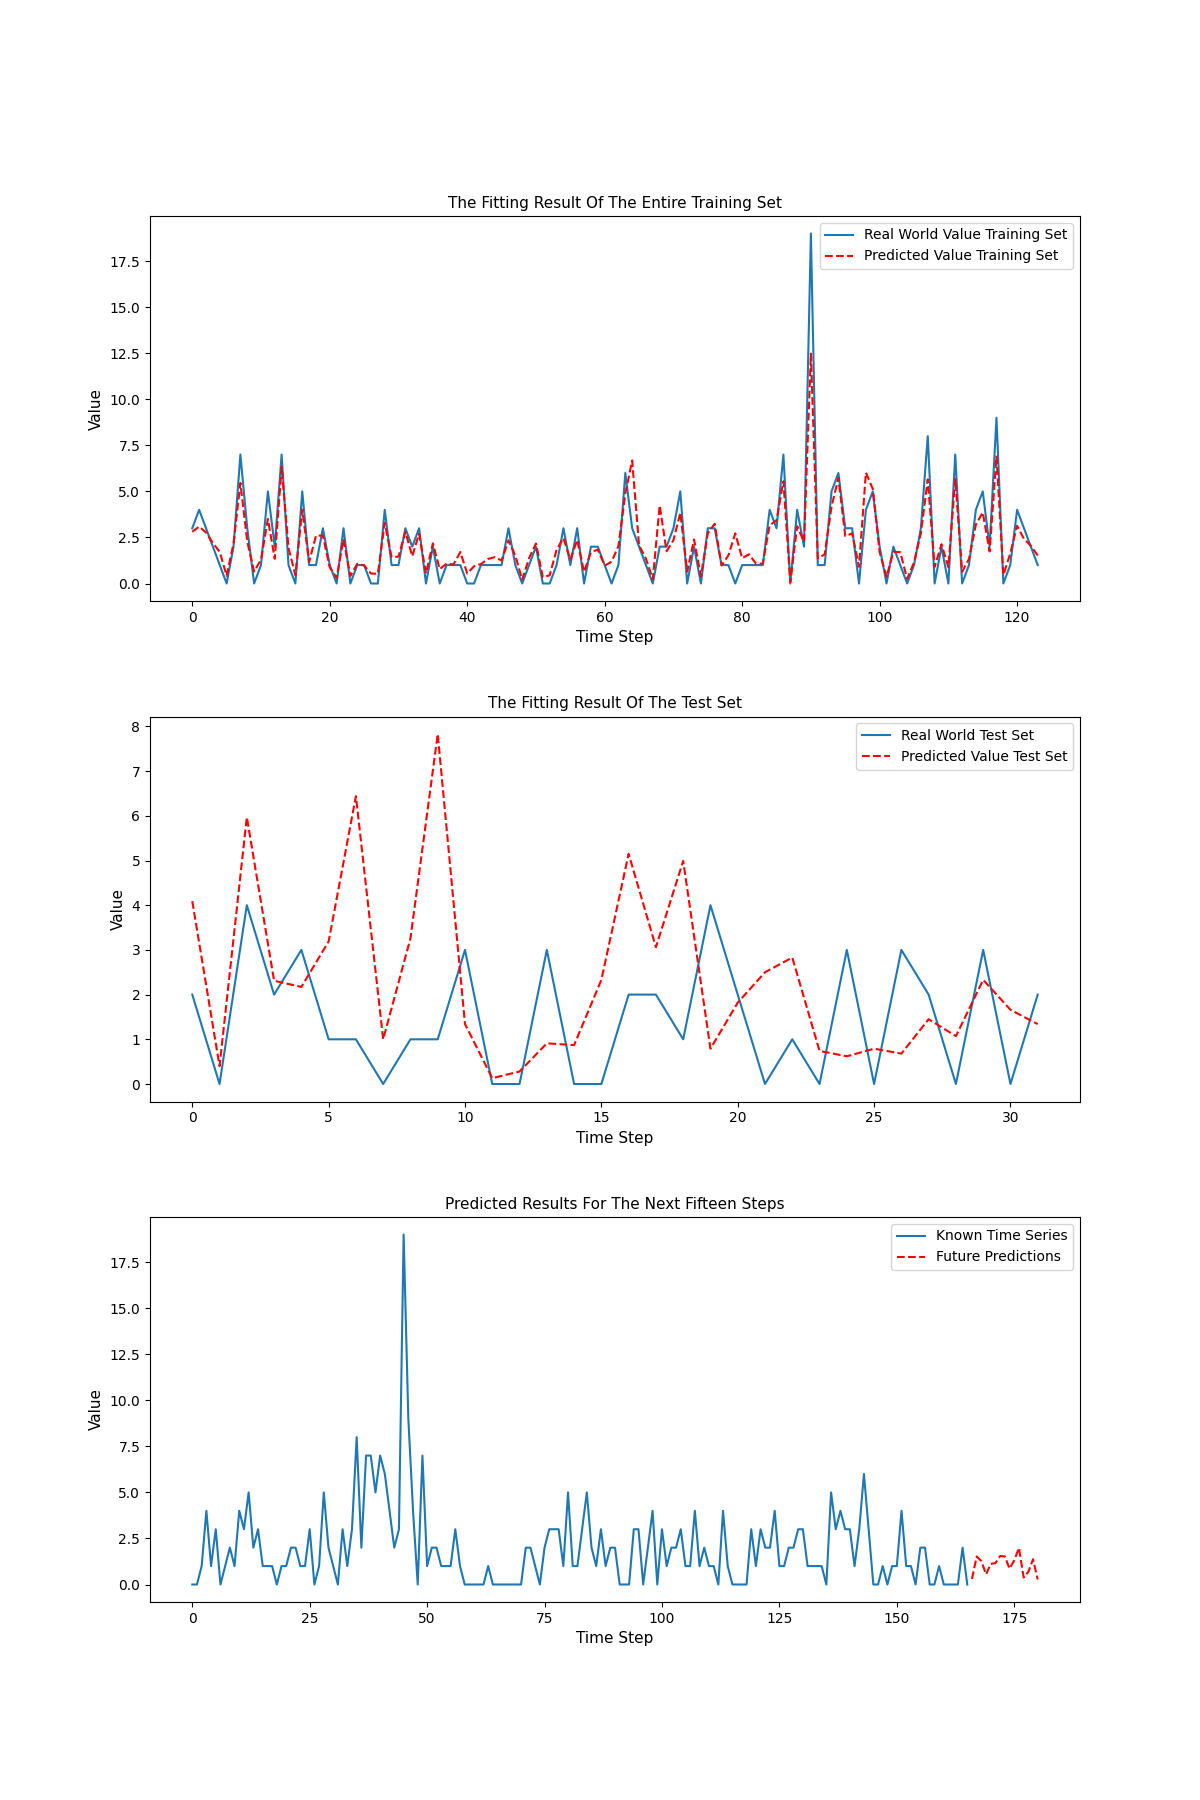 The Fitting Result Of The Entire Training Set
Real World Value Training Set
Predicted Value Training Set
17.5
15.0
12.5
10.0
7.5
5.0
2.5
0.0
Value
0 20 40 60 80 100 120
Time Step
The Fitting Result Of The Test Set
Real World Test Set
Predicted Value Test Set
8
7
6
5
4
3
2
1
0
Value
0 5 10 15 20 25 30
Time Step
Predicted Results For The Next Fifteen Steps
Known Time Series
Future Predictions
17.5
15.0
12.5
10.0
7.5
5.0
2.5
0.0
Value
0 25 50 75 100 125 150 175
Time Step